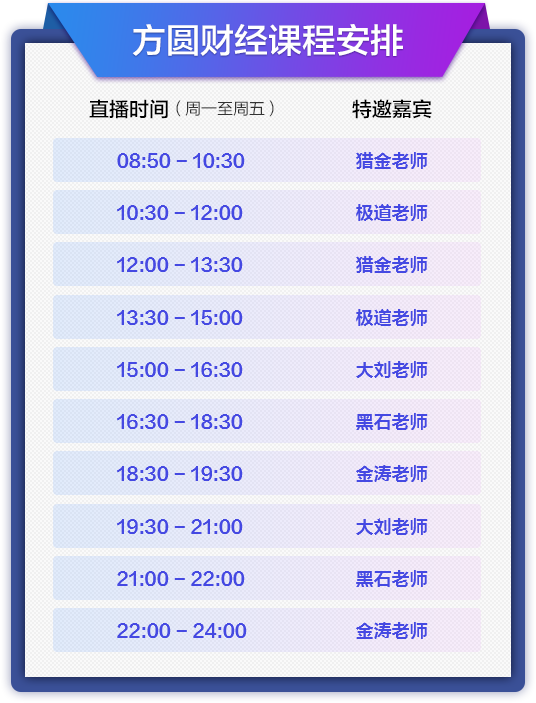 方圆财经课程安排
直播时间（周一至周五） 特邀嘉宾
08:50 – 10:30 猎金老师
10:30 – 12:00 极道老师
12:00 – 13:30 猎金老师
13:30 – 15:00 极道老师
15:00 – 16:30 大刘老师
16:30 – 18:30 黑石老师
18:30 – 19:30 金涛老师
19:30 – 21:00 大刘老师
21:00 – 22:00 黑石老师
22:00 – 24:00 金涛老师